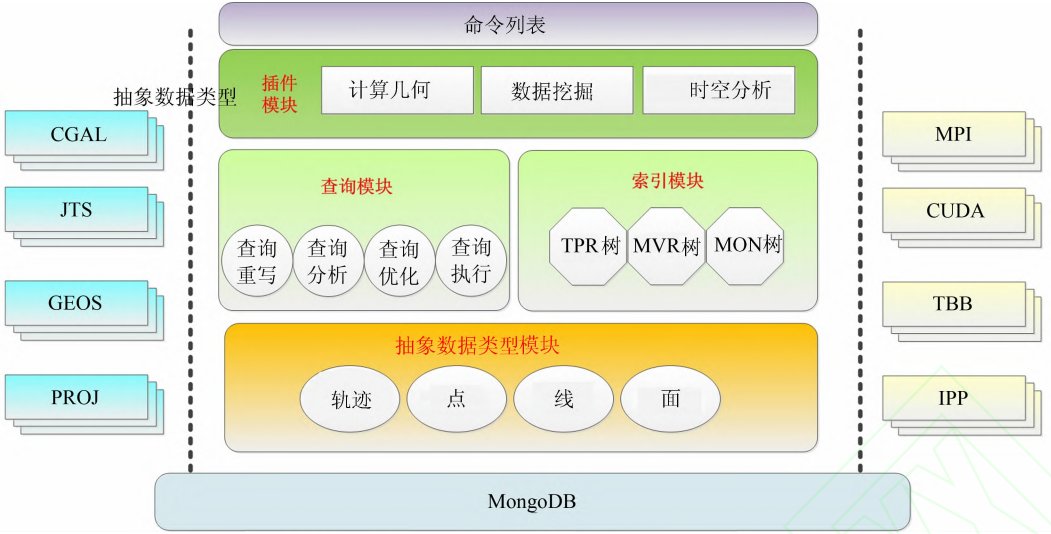 命令列表
插件
模块
计算几何
数据挖掘
时空分析
抽象数据类型
CGAL
JTS
GEOS
PROJ
查询模块
查询
重写
查询
分析
查询
优化
查询
执行
索引模块
TPR树
MVR树
MON树
抽象数据类型模块
轨迹
点
线
面
MPI
CUDA
TBB
IPP
MongoDB